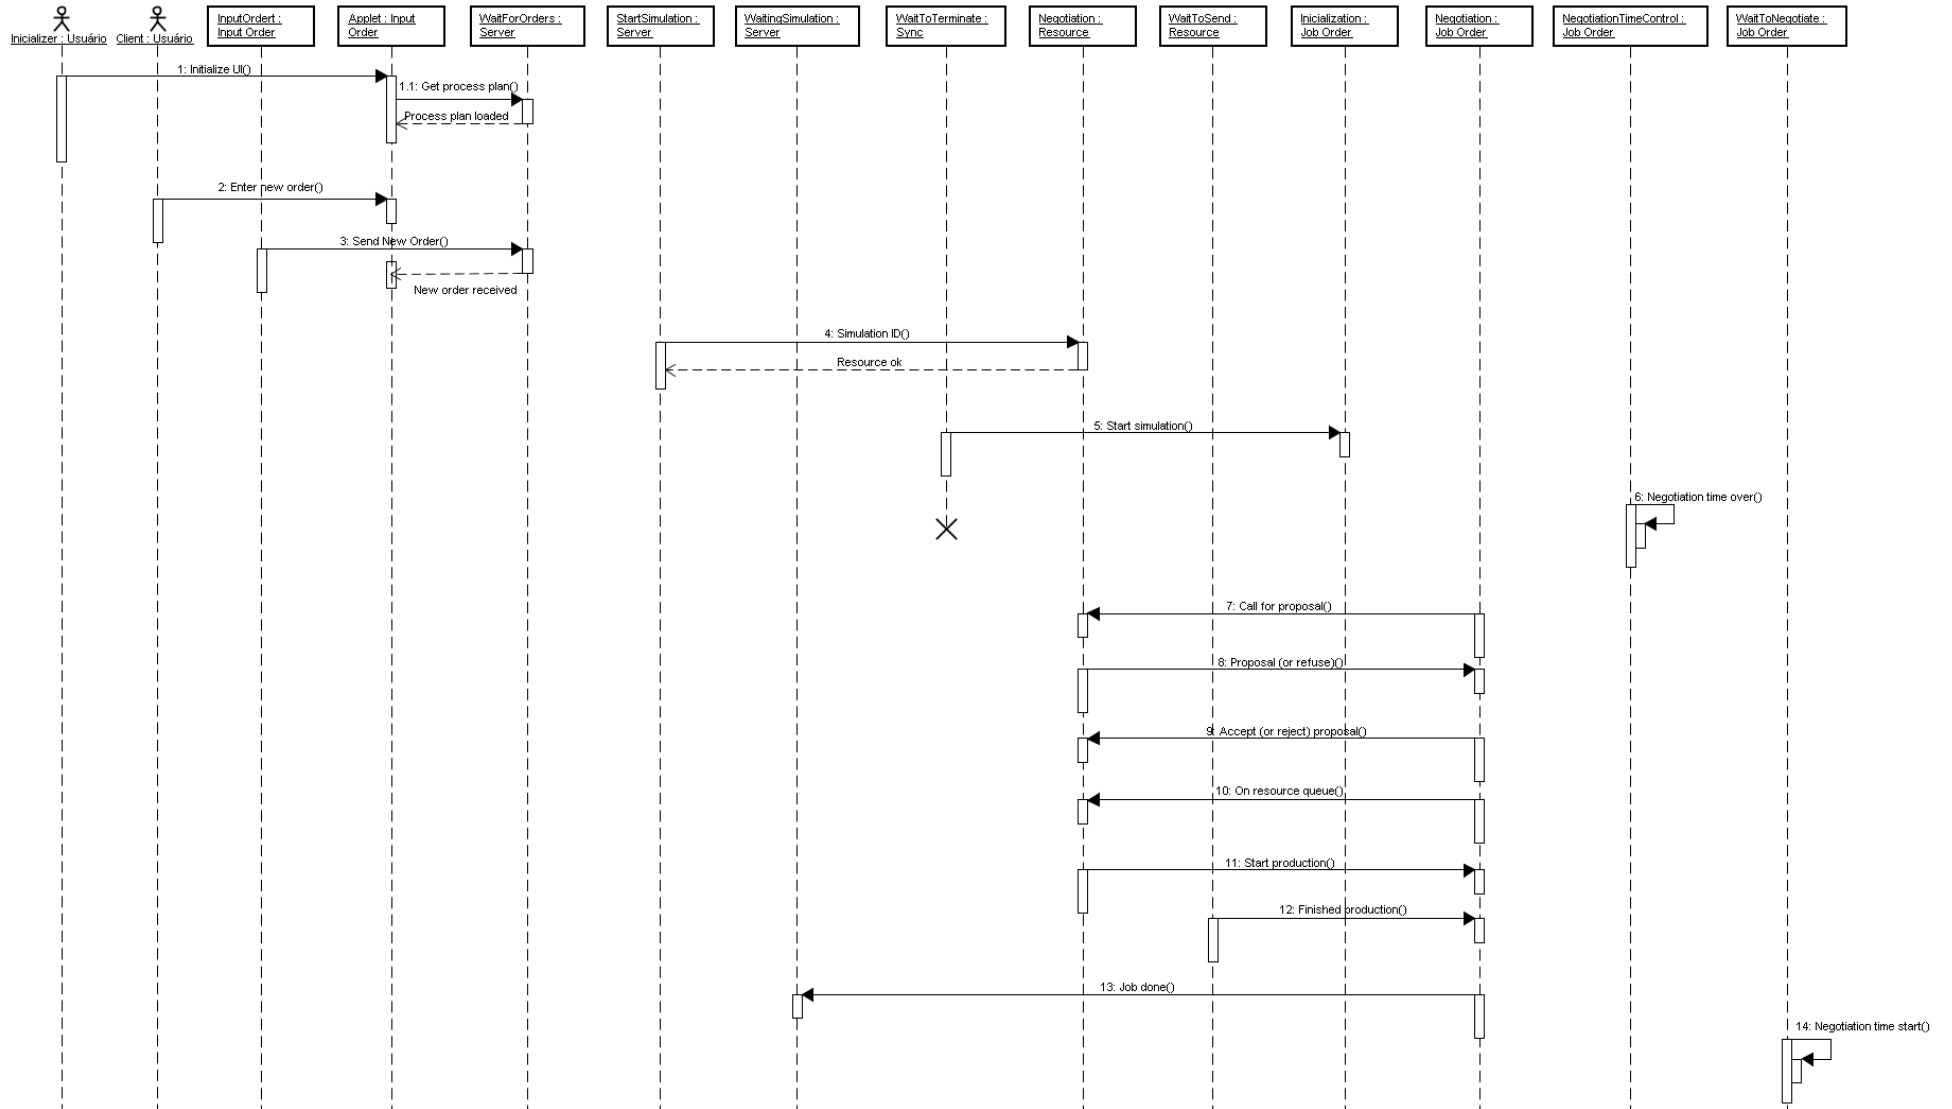 Inicializer : Usuário
Client : Usuário
InputOrdert :
Input Order
Applet : Input
Order
WaitForOrders :
Server
StartSimulation :
Server
WaitingSimulation :
Server
WaitToTerminate :
Sync
Negotiation :
Resource
WaitToSend :
Resource
Inicialization :
Job Order
Negotiation :
Job Order
NegotiationTimeControl :
Job Order
WaitToNegotiate :
Job Order
1: Initialize UI()
1.1: Get process plan()
Process plan loaded
2: Enter new order()
3: Send New Order()
New order received
4: Simulation ID()
Resource ok
5: Start simulation()
6: Negotiation time over()
7: Call for proposal()
8: Proposal (or refuse)()
9: Accept (or reject) proposal()
10: On resource queue()
11: Start production()
12: Finished production()
13: Job done()
14: Negotiation time start()